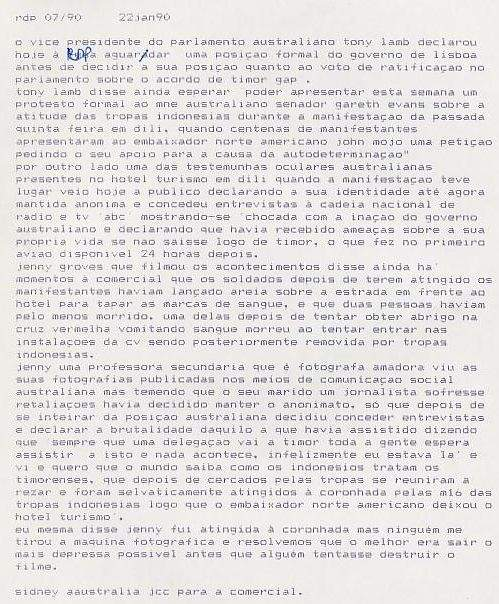 rdp 07/90 22jan90
o vice presidente do parlamento australiano tony lamb declarou
hoje à RDP aguardar uma posiçao formal do governo de lisboa
antes de decidir a sua posiçao quanto ao voto de ratificaçao no
parlamento sobre o acordo de timor gap .
tony lamb disse ainda esperar poder apresentar esta semana um
protesto formal ao mne australiano senador gareth evans sobre a
atitude das tropas indonesias durante a manifestaçao da passada
quinta feira em dili, quando centenas de manifestantes
apresentaram ao embaixador norte americano john mojo uma petiçao
pedindo o seu apoio para a causa da autodeterminaçao"
por outro lado uma das testemunhas oculares australianas
presentes no hotel turismo em dili quando a manifestaçao teve
lugar veio hoje a publico declarando a sua identidade até agora
mantida anonima e concedeu entrevistas à cadeia nacional de
radio e tv ´abc´ mostrando-se ´chocada com a inaçao do governo
australiano e declarando que havia recebido ameaças sobre a sua
propria vida se nao saisse logo de timor, o que fez no primeiro
aviao disponivel 24 horas depois.
jenny groves que filmou os acontecimentos disse ainda ha´
momentos à comercial que os soldados depois de terem atingido os
manifestantes haviam lançado areia sobre a estrada em frente ao
hotel para tapar as marcas de sangue, e que duas pessoas haviam
pelo menos morrido, uma delas depois de tentar obter abrigo na
cruz vermelha vomitando sangue morreu ao tentar entrar nas
instalaçoes da cv sendo posteriormente removida por tropas
indonesias.
jenny uma professora secundaria que é fotografa amadora viu as
suas fotografias publicadas nos meios de comunicaçao social
australiana mas temendo que o seu marido um jornalista sofresse
retaliaçoes havia decidido manter o anonimato, só que depois de
se inteirar da posiçao australiana decidiu conceder entrevistas
e declarar a brutalidade daquilo a que havia assistido dizendo
que sempre que uma delegaçao vai a timor toda a gente espera
assistir a isto e nada acontece, infelizmente eu estava la´ e
vi e quero que o mundo saiba como os indonesios tratam os
timorenses, que depois de cercados pelas tropas se reuniram a
rezar e foram selvaticamente atingidos à coronhada pelas m16 das
tropas indonesias logo que o embaixador norte americano deixou o
hotel turismo´.
eu mesma disse jenny fui atingida à coronhada mas ninguém me
tirou a maquina fotografica e resolvemos que o melhor era sair o
mais depressa possivel antes que alguém tentasse destruir o
filme.
sidney aaustralia jcc para a comercial.